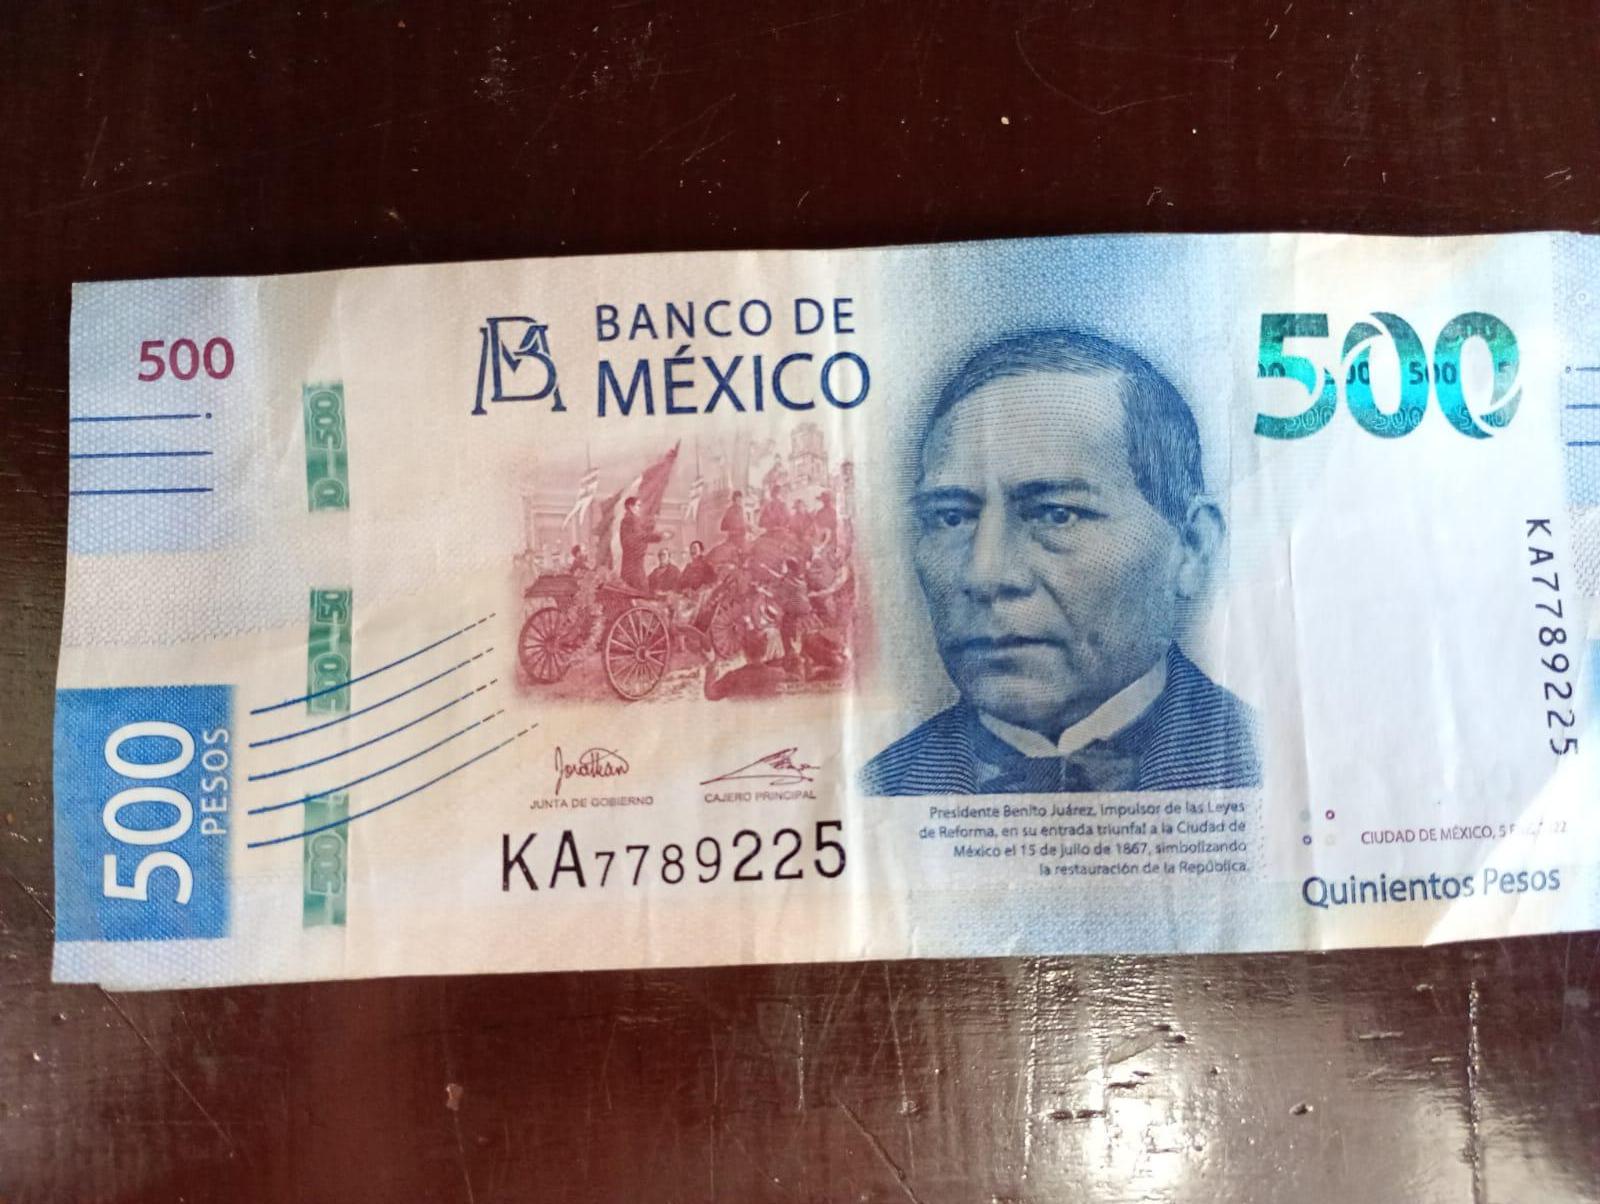 500
BANCO DE
MÉXICO
500
500
500
500 PESOS
JUNTA DE GOBIERNO
CAJERO PRINCIPAL
KA7789225
KA7789225
Presidente Benito Juárez, impulsor de las Leyes
de Reforma, en su entrada triunfal a la Ciudad de
México el 15 de julio de 1867, simbolizando
la restauración de la República.
CIUDAD DE MÉXICO, 5
Quinientos Pesos